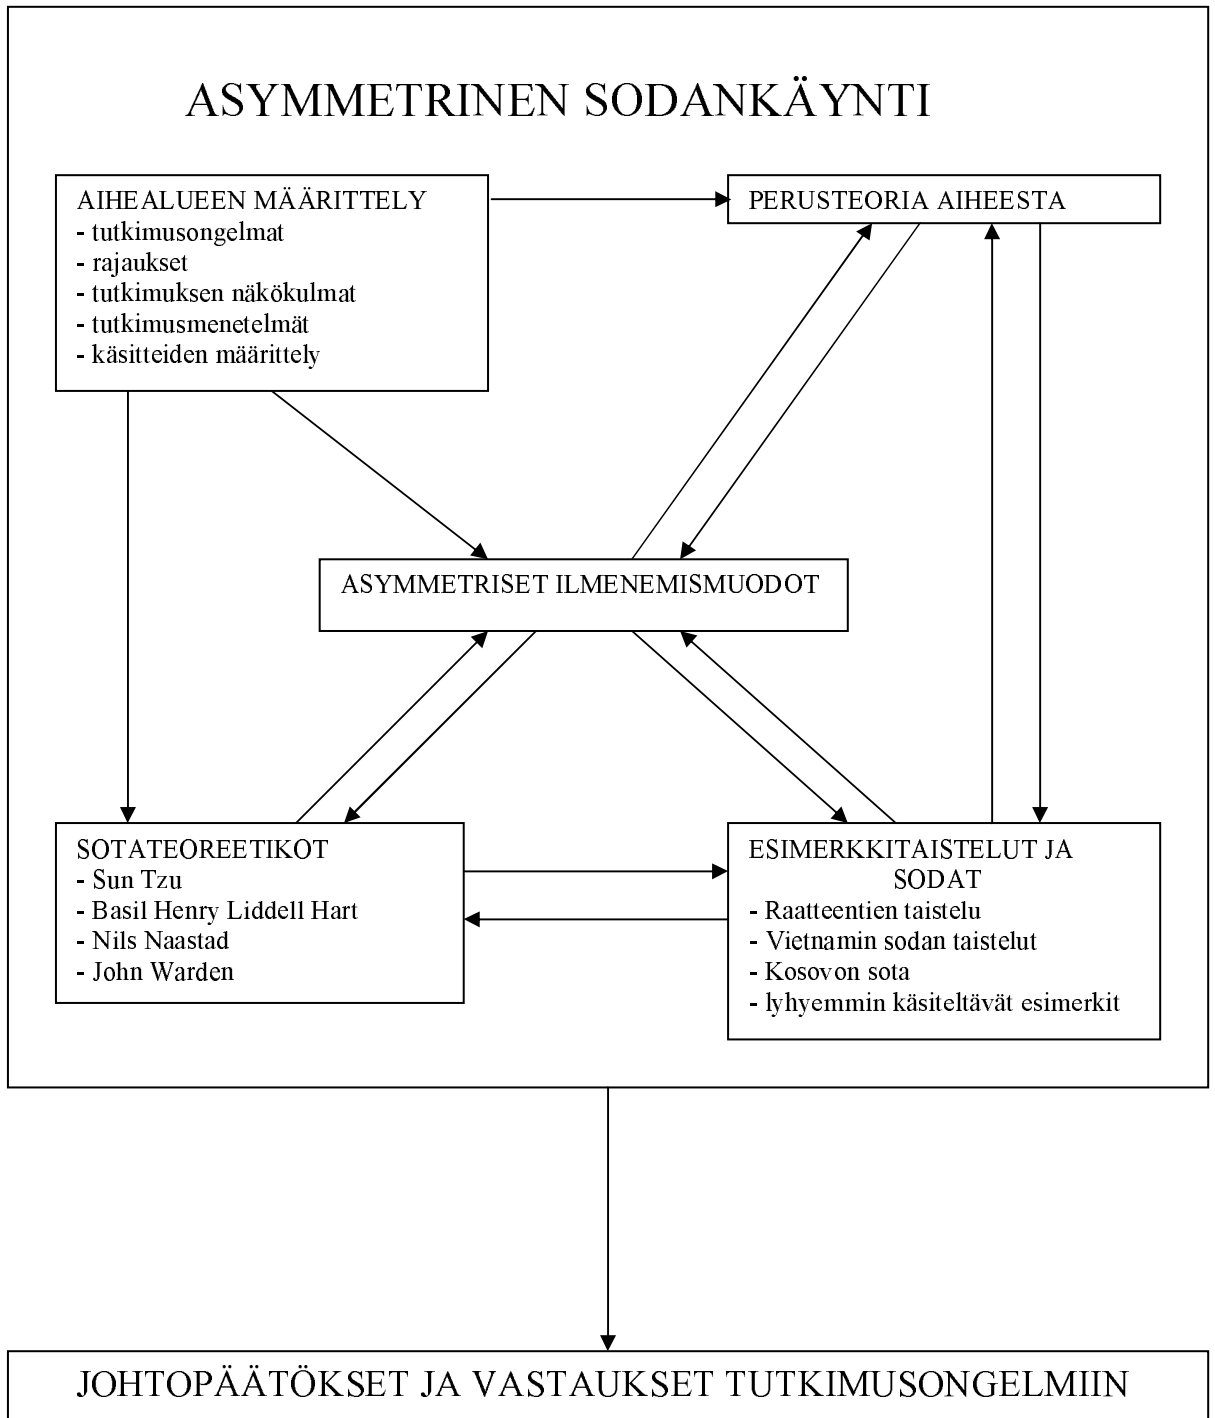 ASYMMETRINEN SODANKÄYNTI
AIHEALUEEN MÄÄRITTELY
- tutkimusongelmat
- rajaukset
- tutkimuksen näkökulmat
- tutkimusmenetelmät
- käsitteiden määrittely
PERUSTEORIA AIHEESTA
ASYMMETRISET ILMENEMISMUODOT
SOTATEOREETIKOT
- Sun Tzu
- Basil Henry Liddell Hart
- Nils Naastad
- John Warden
ESIMERKKITAISTELUT JA
SODAT
- Raatteentien taistelu
- Vietnamin sodan taistelut
- Kosovon sota
- lyhyemmin käsiteltävät esimerkit
JOHTOPÄÄTÖKSET JA VASTAUKSET TUTKIMUSONGELMIIN